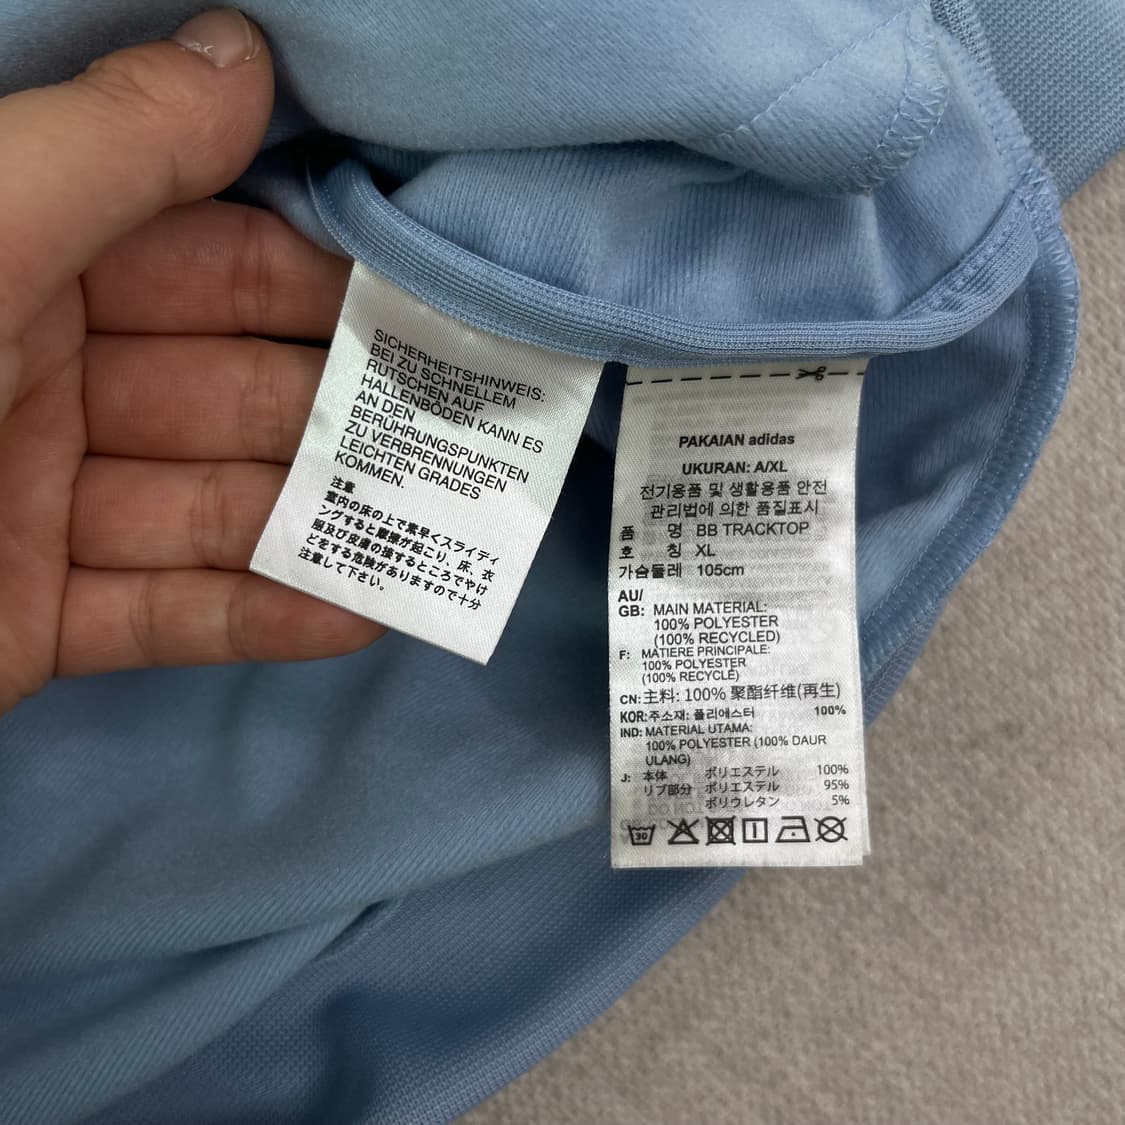 SICHERHEITSHINWEIS:
BEI ZU SCHNELLEM
RUTSCHEN AUF
HALLENBÖDEN KANN ES
AN DEN
BERÜHRUNGSPUNKTEN
ZU VERBRENNUNGEN
LEICHTEN GRADES
KOMMEN.
注意
室内の床の上で素早くスライディ
ングすると摩擦が起こり、床、衣
服及び皮膚の接するところでやけ
どをする危険がありますので十分
注意して下さい。
PAKAIAN adidas
UKURAN: A/XL
전기용품 및 생활용품 안전
관리법에 의한 품질표시
품 명 BB TRACKTOP
호 칭 XL
가슴둘레 105cm
AU/
GB: MAIN MATERIAL:
100% POLYESTER
(100% RECYCLED)
F: MATIERE PRINCIPALE:
100% POLYESTER
(100% RECYCLÉ)
CN: 主料: 100% 聚酯纤维(再生)
KOR: 주소재: 폴리에스터 100%
IND: MATERIAL UTAMA:
100% POLYESTER (100% DAUR
ULANG)
J: 本体 ポリエステル 100%
リブ部分 ポリエステル 95%
ポリウレタン 5%
30